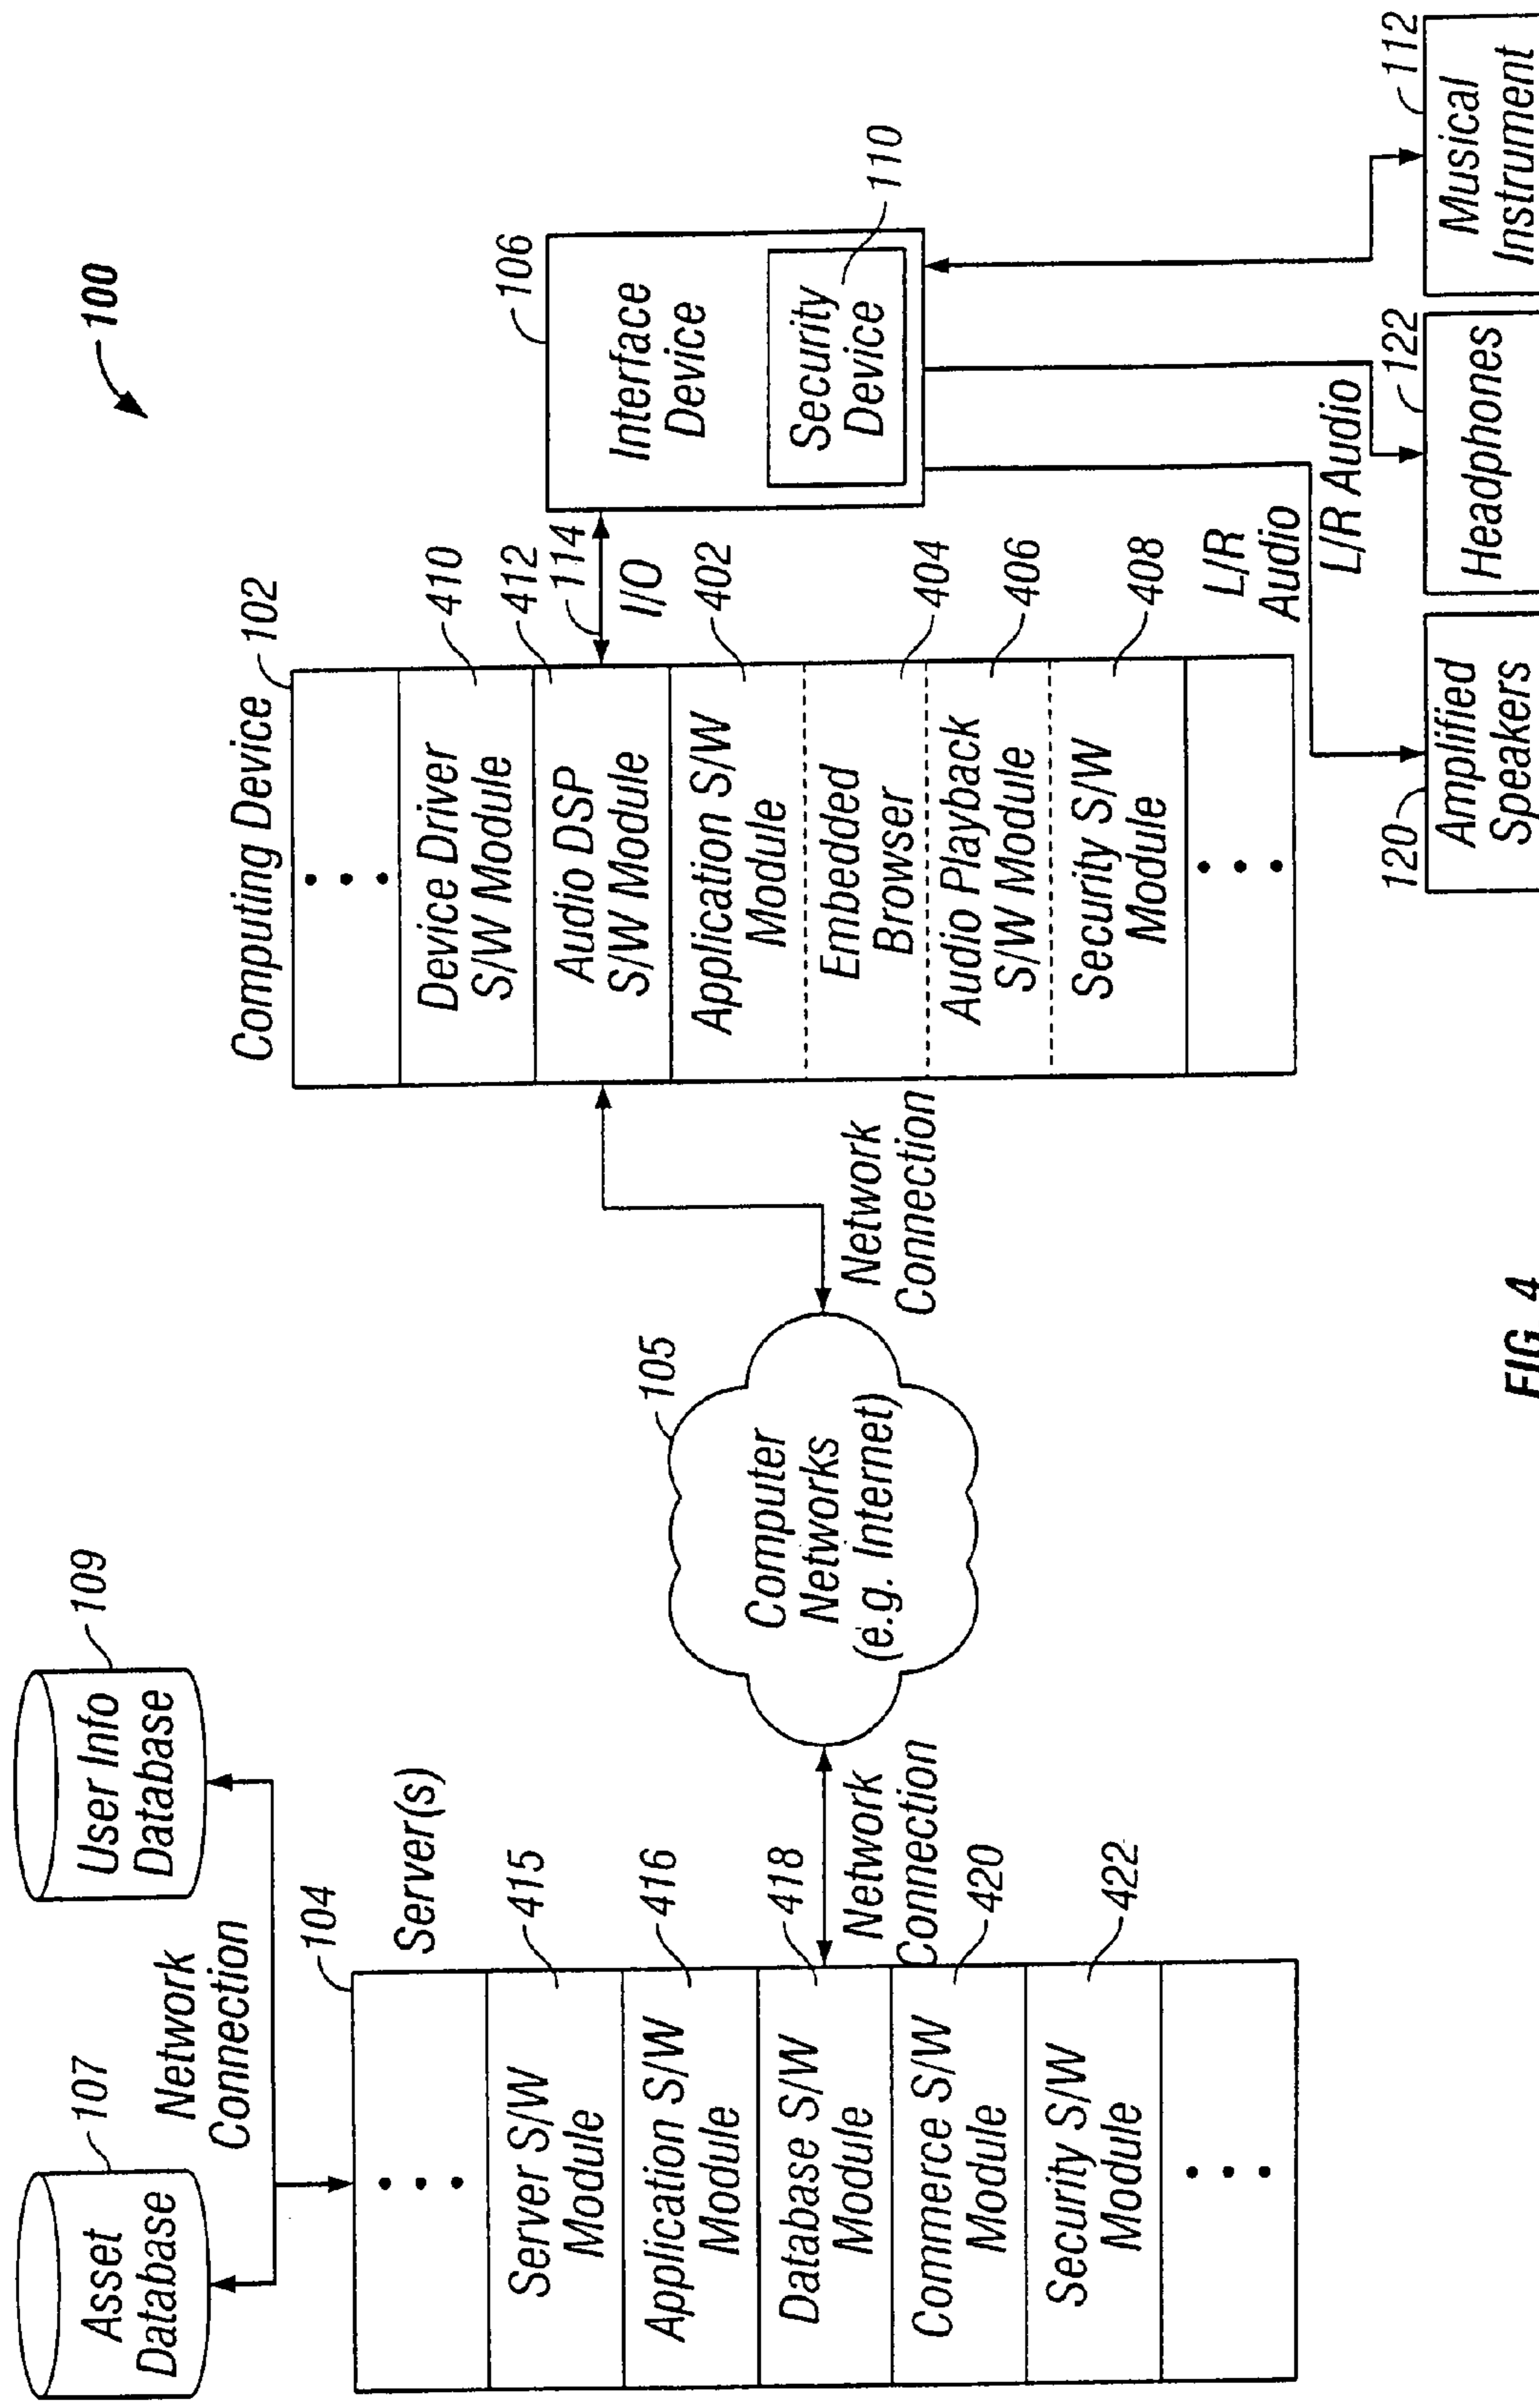 100
Asset
Database
107
User Info
Database
109
Network
Connection
104
Server(s)
Server S/W
Module
415
Application S/W
Module
416
Database S/W
Module
418
Commerce S/W
Module
420
Security S/W
Module
422
Network
Connection
105
Computer
Networks
(e.g. Internet)
Network
Connection
Computing Device
102
Device Driver
S/W Module
410
Audio DSP
S/W Module
412
Application S/W
Module
402
Embedded
Browser
404
Audio Playback
S/W Module
406
Security S/W
Module
408
114
I/O
106
Interface
Device
Security
Device
110
L/R
Audio
L/R Audio
120
Amplified
Speakers
122
Headphones
112
Musical
Instrument
FIG. 4